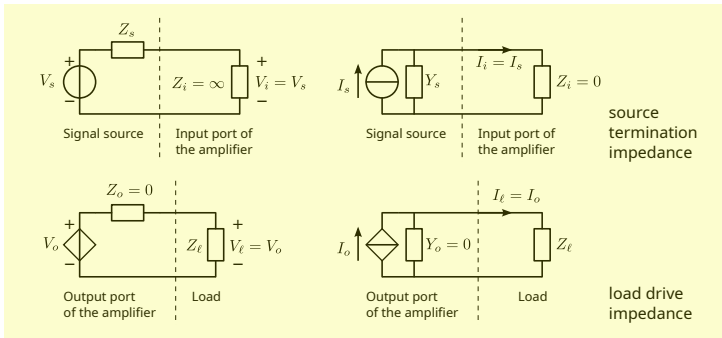 Z_s
+
V_s
−
Z_i = ∞
+
V_i = V_s
−
Signal source
Input port of
the amplifier
I_s
Y_s
I_i = I_s
Z_i = 0
Signal source
Input port of
the amplifier
source
termination
impedance
Z_o = 0
+
V_o
−
Z_ℓ
+
V_ℓ = V_o
−
Output port
of the amplifier
Load
I_o
Y_o = 0
I_ℓ = I_o
Z_ℓ
Output port
of the amplifier
Load
load drive
impedance